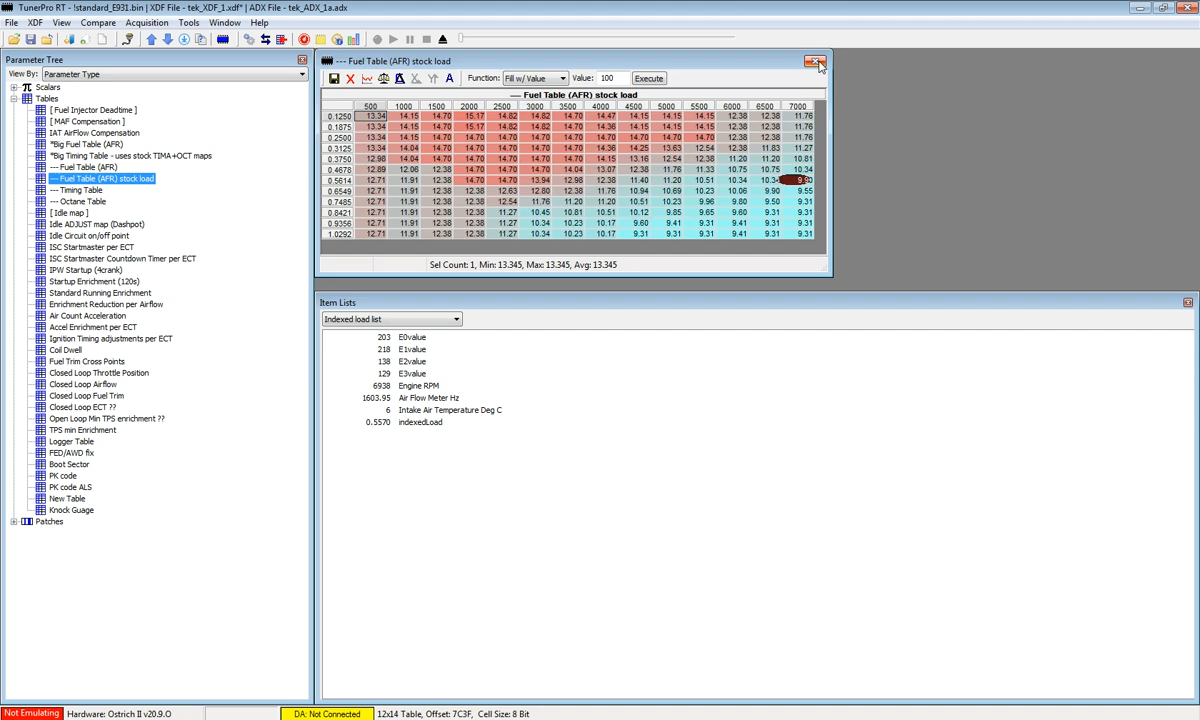 TunerPro RT - !standard_E931.bin | XDF File - tek_XDF_1.xdf* | ADX File - tek_ADX_1a.adx
File XDF View Compare Acquisition Tools Window Help
Parameter Tree
View By: Parameter Type
Scalars
Tables
[ Fuel Injector Deadtime ]
[ MAF Compensation ]
IAT AirFlow Compensation
*Big Fuel Table (AFR)
*Big Timing Table - uses stock TIMA+OCT maps
--- Fuel Table (AFR)
--- Fuel Table (AFR) stock load
--- Timing Table
--- Octane Table
[ Idle map ]
Idle ADJUST map (Dashpot)
Idle Circuit on/off point
ISC Startmaster per ECT
ISC Startmaster Countdown Timer per ECT
IPW Startup (4crank)
Startup Enrichment (120s)
Standard Running Enrichment
Enrichment Reduction per Airflow
Air Count Acceleration
Accel Enrichment per ECT
Ignition Timing adjustments per ECT
Coil Dwell
Fuel Trim Cross Points
Closed Loop Throttle Position
Closed Loop Airflow
Closed Loop Fuel Trim
Closed Loop ECT ??
Open Loop Min TPS enrichment ??
TPS min Enrichment
Logger Table
FED/AWD fix
Boot Sector
PK code
PK code ALS
New Table
Knock Guage
Patches
--- Fuel Table (AFR) stock load
Function: Fill w/ Value Value: 100 Execute
--- Fuel Table (AFR) stock load
500 1000 1500 2000 2500 3000 3500 4000 4500 5000 5500 6000 6500 7000
0.1250 13.34 14.15 14.70 15.17 14.82 14.82 14.70 14.47 14.15 14.15 14.15 12.38 12.38 11.76
0.1875 13.34 14.15 14.70 15.17 14.82 14.82 14.70 14.36 14.15 14.15 14.15 12.38 12.38 11.76
0.2500 13.34 14.15 14.70 14.70 14.70 14.70 14.70 14.70 14.70 14.70 14.70 12.38 12.38 11.76
0.3125 13.34 14.04 14.70 14.70 14.70 14.70 14.70 14.36 14.25 13.63 12.54 12.38 11.83 11.27
0.3750 12.98 14.04 14.70 14.70 14.70 14.70 14.70 14.15 13.16 12.54 12.38 11.20 11.20 10.81
0.4678 12.89 12.06 12.38 14.70 14.70 14.70 14.04 13.07 12.38 11.76 11.33 10.75 10.75 10.34
0.5614 12.71 11.91 12.38 14.70 14.70 13.94 12.98 12.38 11.40 11.20 10.51 10.34
0.6549 12.71 11.91 12.38 12.38 12.63 12.80 12.38 11.76 10.94 10.69 10.23 10.06 9.90 9.55
0.7485 12.71 11.91 12.38 12.38 12.54 11.76 11.20 11.20 10.51 10.23 9.96 9.80 9.50 9.31
0.8421 12.71 11.91 12.38 12.38 11.27 10.45 10.81 10.51 10.12 9.85 9.65 9.60 9.31 9.31
0.9356 12.71 11.91 12.38 12.38 11.27 10.34 10.23 10.17 9.60 9.41 9.31 9.41 9.31 9.31
1.0292 12.71 11.91 12.38 12.38 11.27 10.34 10.23 10.17 9.31 9.31 9.31 9.41 9.31 9.31
Sel Count: 1, Min: 13.345, Max: 13.345, Avg: 13.345
Item Lists
Indexed load list
203 E0value
218 E1value
138 E2value
129 E3value
6938 Engine RPM
1603.95 Air Flow Meter Hz
6 Intake Air Temperature Deg C
0.5570 indexedLoad
Not Emulating Hardware: Ostrich II v20.9.O DA: Not Connected 12x14 Table, Offset: 7C3F, Cell Size: 8 Bit